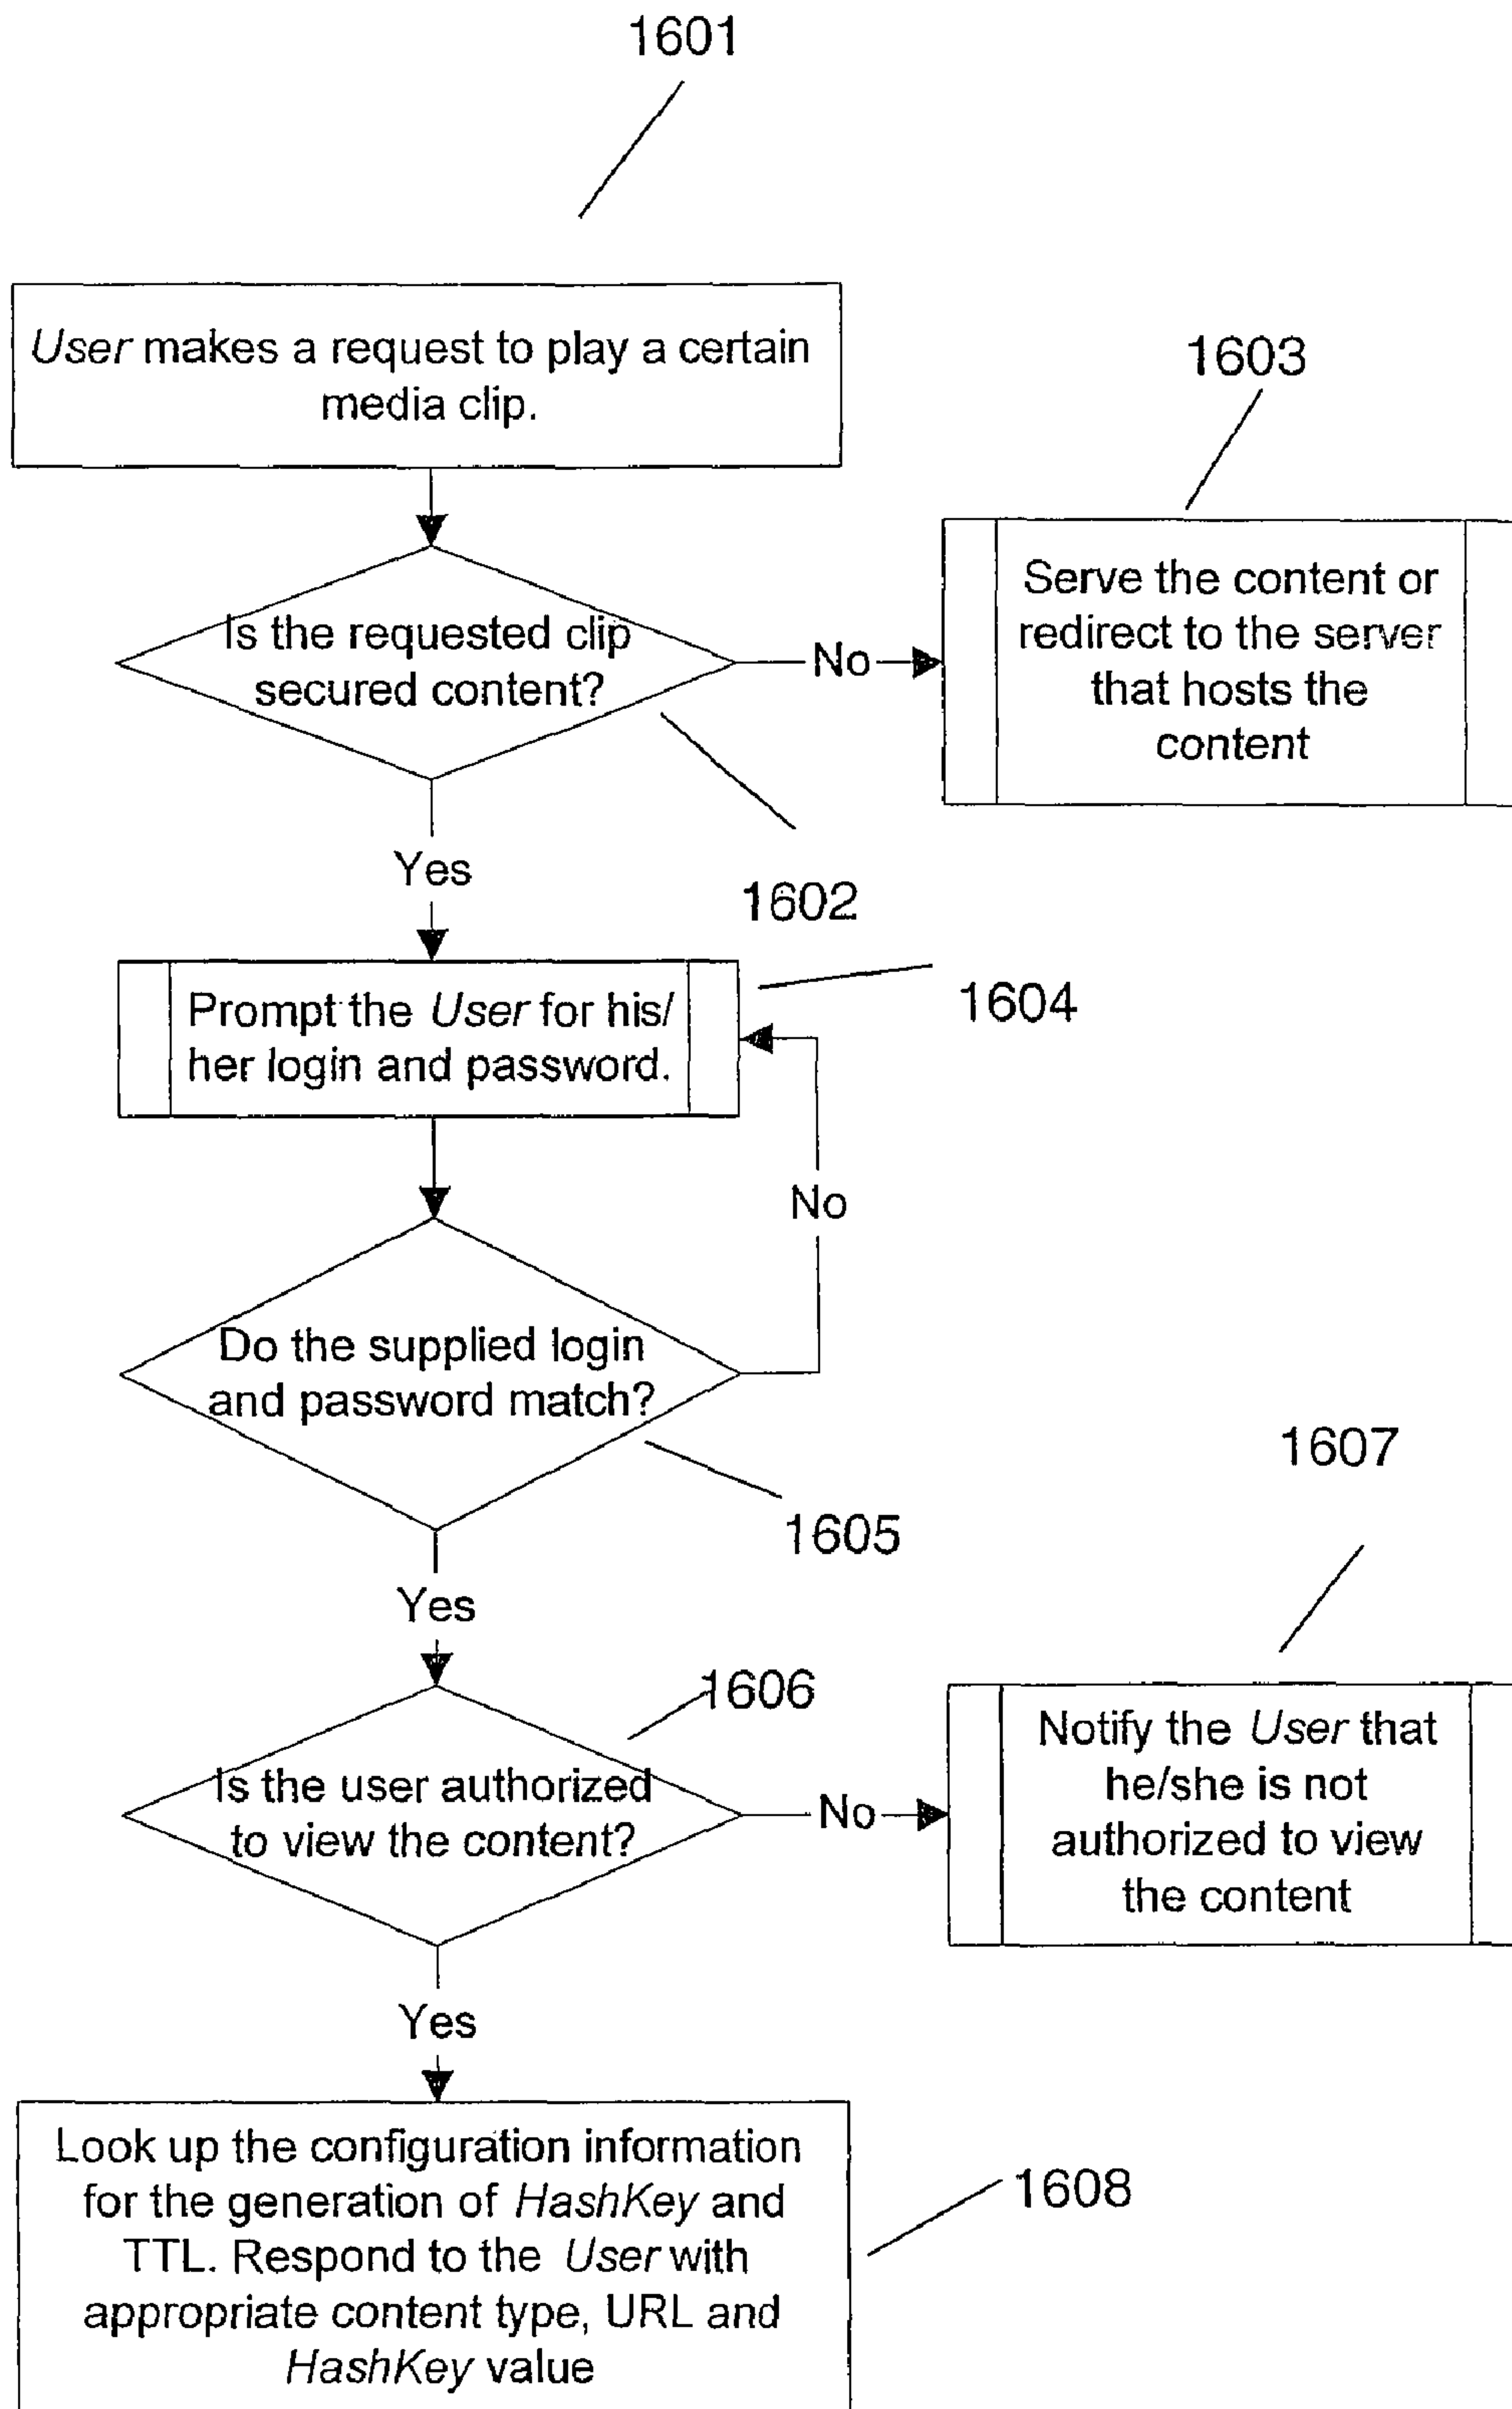 1601
User makes a request to play a certain
media clip.
1603
Serve the content or
redirect to the server
that hosts the
content
Is the requested clip
secured content?
No
Yes
1602
Prompt the User for his/
her login and password.
1604
No
Do the supplied login
and password match?
1605
Yes
1607
1606
Is the user authorized
to view the content?
No
Notify the User that
he/she is not
authorized to view
the content
Yes
Look up the configuration information
for the generation of HashKey and
TTL. Respond to the User with
appropriate content type, URL and
HashKey value
1608